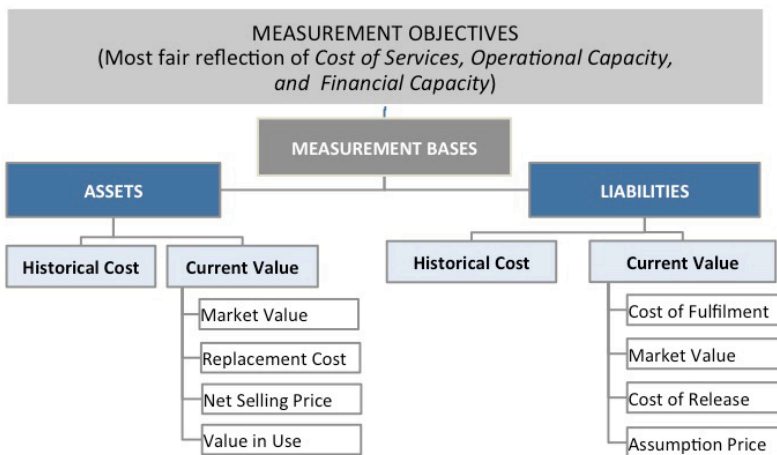 MEASUREMENT OBJECTIVES
(Most fair reflection of Cost of Services, Operational Capacity,
and Financial Capacity)
MEASUREMENT BASES
ASSETS
LIABILITIES
Historical Cost
Current Value
Market Value
Replacement Cost
Net Selling Price
Value in Use
Historical Cost
Current Value
Cost of Fulfilment
Market Value
Cost of Release
Assumption Price